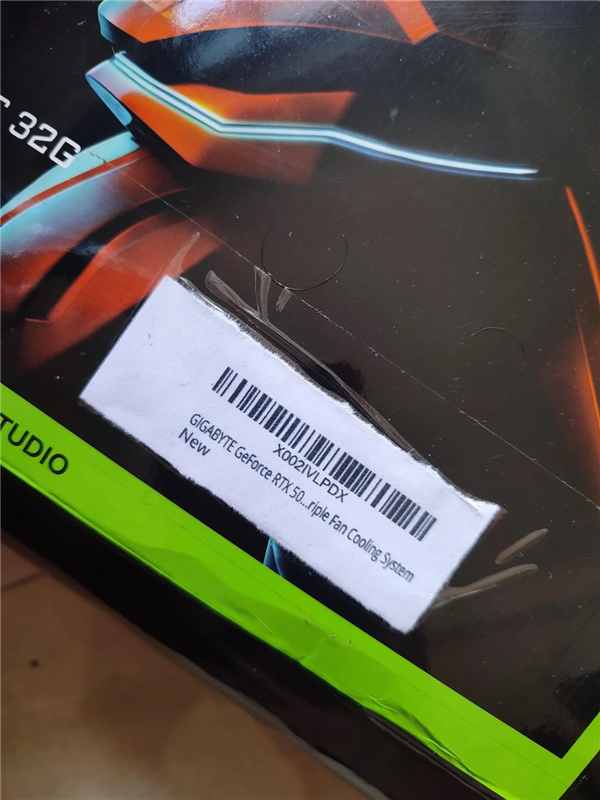 32G
X002IVLPDX
GIGABYTE GeForce RTX 50...riple Fan Cooling System
New
TUDIO